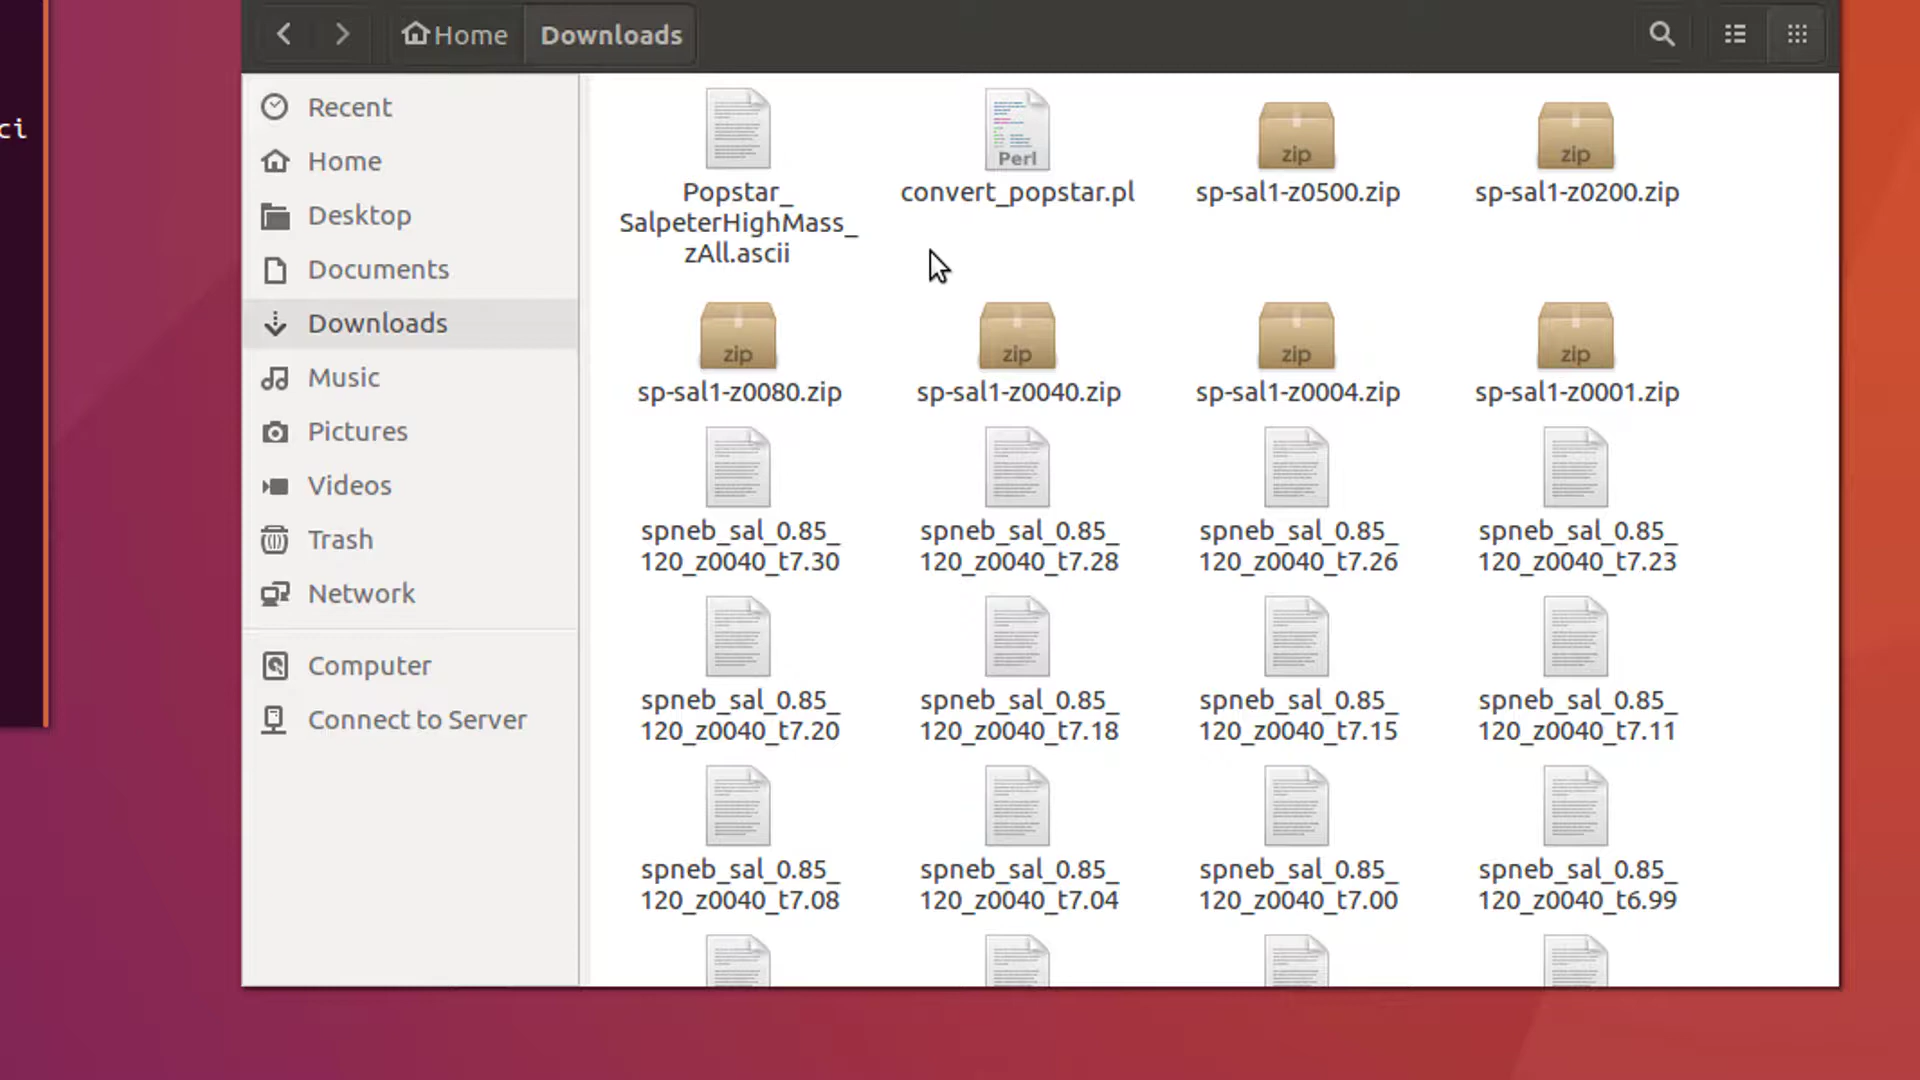 ci
Home
Downloads
Recent
Home
Desktop
Documents
Downloads
Music
Pictures
Videos
Trash
Network
Computer
Connect to Server
Popstar_
SalpeterHighMass_
zAll.ascii
Perl
convert_popstar.pl
zip
sp-sal1-z0500.zip
zip
sp-sal1-z0200.zip
zip
sp-sal1-z0080.zip
zip
sp-sal1-z0040.zip
zip
sp-sal1-z0004.zip
zip
sp-sal1-z0001.zip
spneb_sal_0.85_
120_z0040_t7.30
spneb_sal_0.85_
120_z0040_t7.28
spneb_sal_0.85_
120_z0040_t7.26
spneb_sal_0.85_
120_z0040_t7.23
spneb_sal_0.85_
120_z0040_t7.20
spneb_sal_0.85_
120_z0040_t7.18
spneb_sal_0.85_
120_z0040_t7.15
spneb_sal_0.85_
120_z0040_t7.11
spneb_sal_0.85_
120_z0040_t7.08
spneb_sal_0.85_
120_z0040_t7.04
spneb_sal_0.85_
120_z0040_t7.00
spneb_sal_0.85_
120_z0040_t6.99